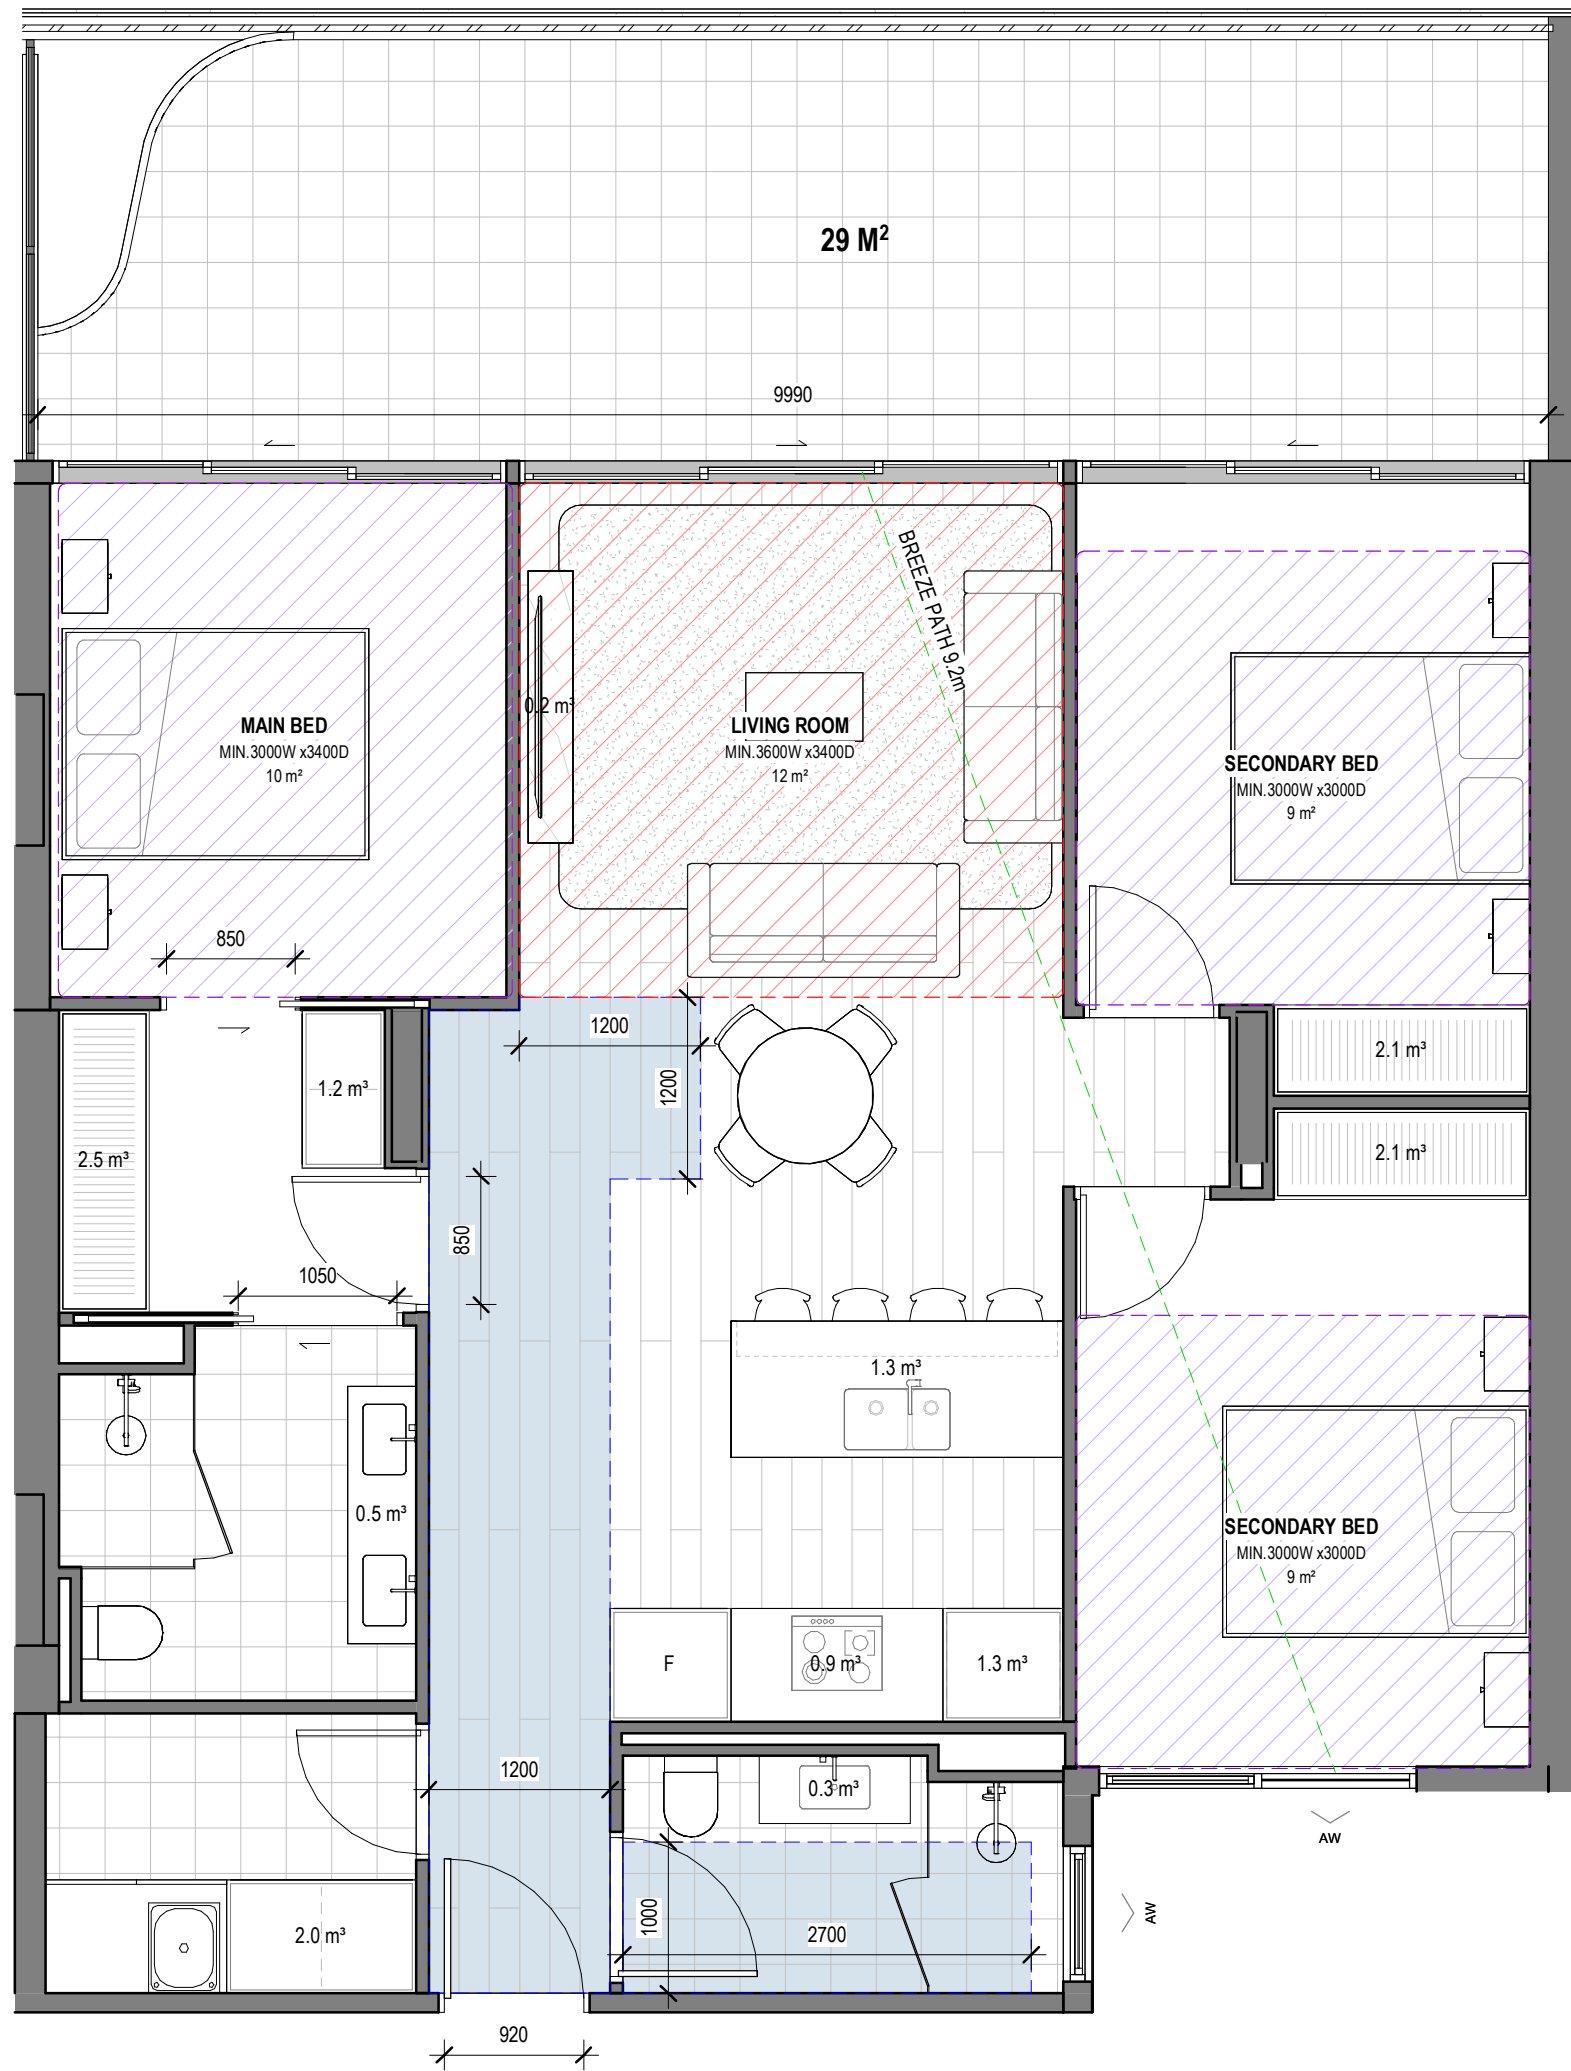 29 M²
9990
BREEZE PATH 9.2m
0.2 m³
MAIN BED
MIN.3000W x3400D
10 m²
LIVING ROOM
MIN.3600W x3400D
12 m²
SECONDARY BED
MIN.3000W x3000D
9 m²
850
1200
1200
2.1 m³
1.2 m³
2.5 m³
2.1 m³
850
1050
1.3 m³
0.5 m³
SECONDARY BED
MIN.3000W x3000D
9 m²
F
0.9 m³
1.3 m³
1200
0.3 m³
AW
1000
AW
2.0 m³
2700
920